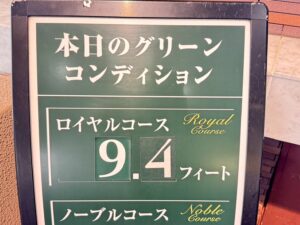 本日のグリーン
コンディション
ロイヤルコース Royal Course
9.4フィート
ノーブルコース Noble Course